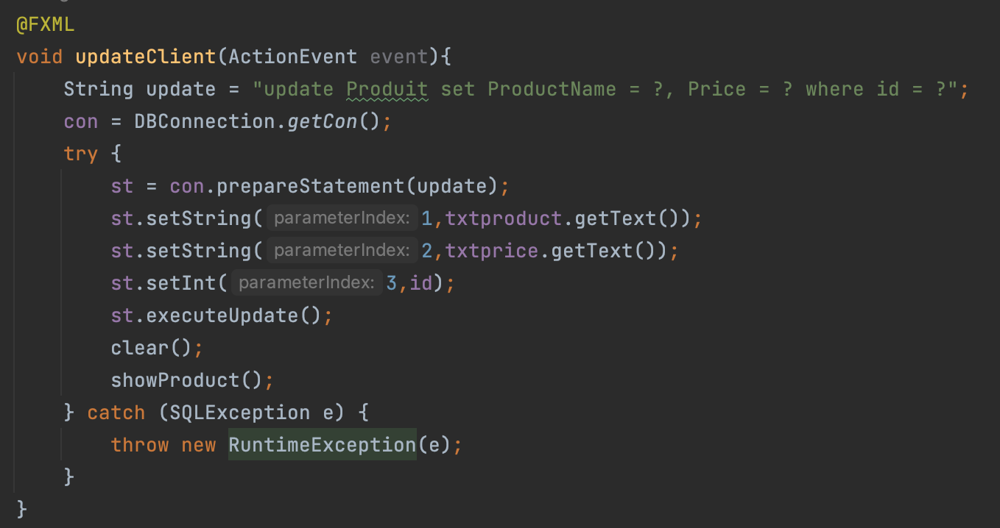 @FXML
void updateClient(ActionEvent event){
String update = "update Produit set ProductName = ?, Price = ? where id = ?";
con = DBConnection.getCon();
try {
st = con.prepareStatement(update);
st.setString( parameterIndex: 1,txtproduct.getText());
st.setString( parameterIndex: 2,txtprice.getText());
st.setInt( parameterIndex: 3,id);
st.executeUpdate();
clear();
showProduct();
} catch (SQLException e) {
throw new RuntimeException(e);
}
}